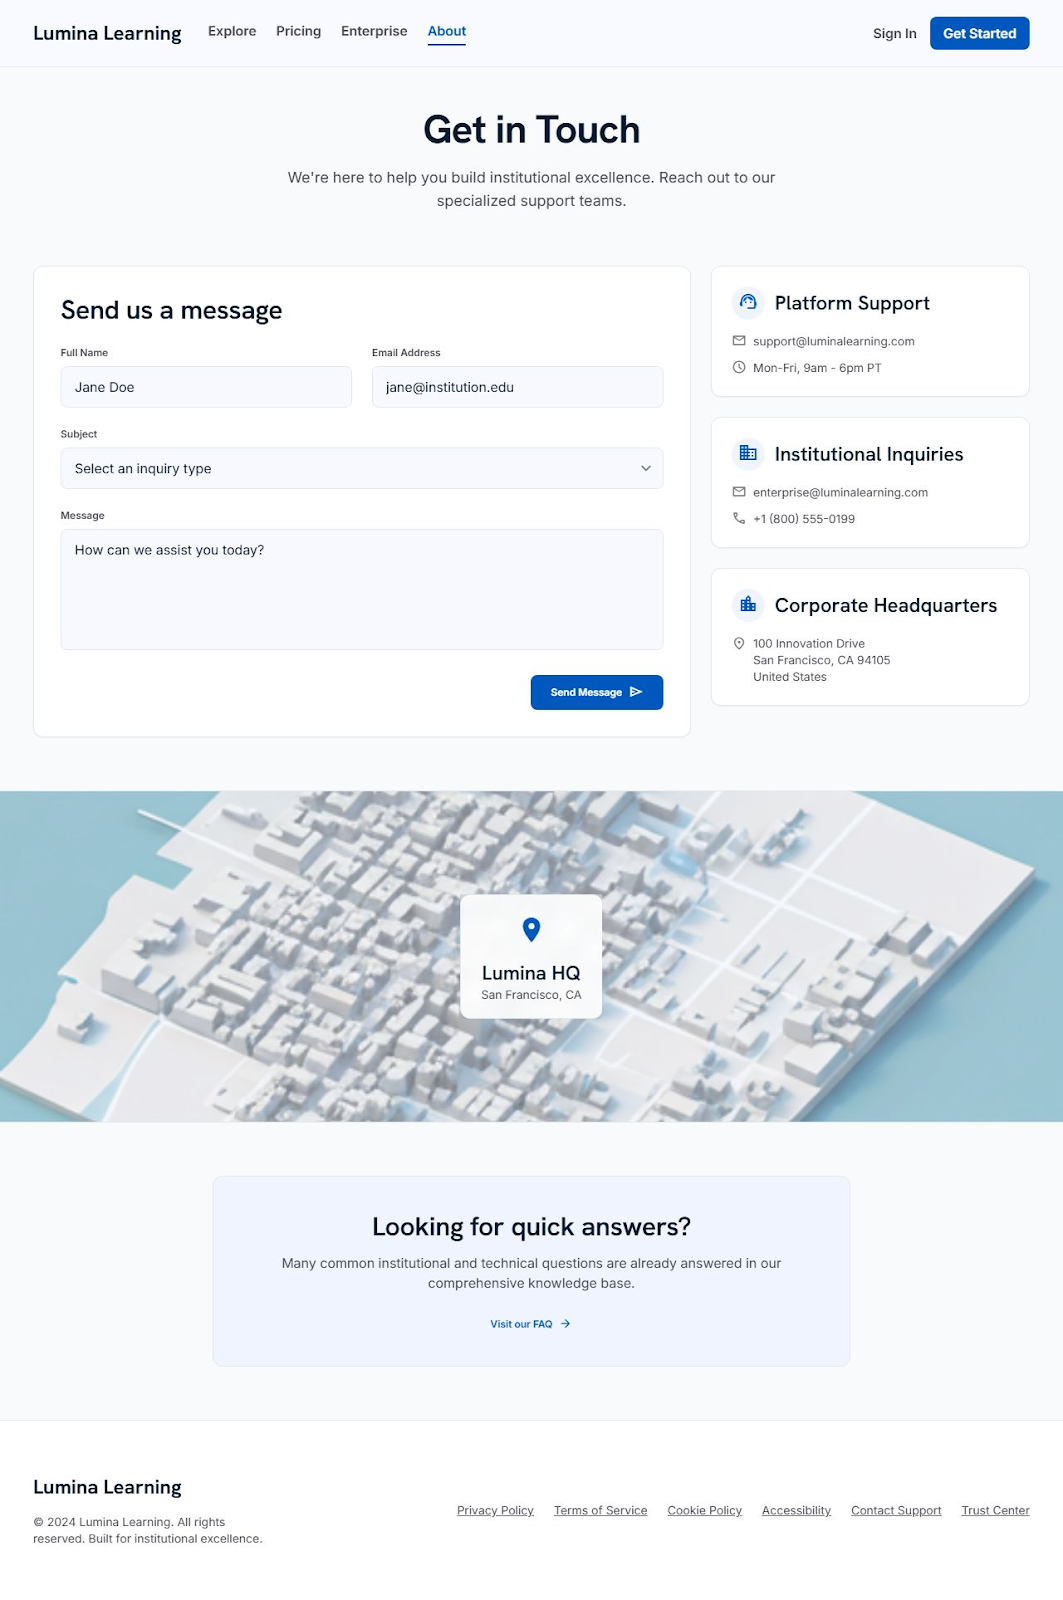 Lumina Learning
Explore
Pricing
Enterprise
About
Sign In
Get Started
Get in Touch
We're here to help you build institutional excellence. Reach out to our
specialized support teams.
Send us a message
Full Name
Email Address
Jane Doe
jane@institution.edu
Subject
Select an inquiry type
Message
How can we assist you today?
Send Message
Platform Support
support@luminalearning.com
Mon-Fri, 9am - 6pm PT
Institutional Inquiries
enterprise@luminalearning.com
+1 (800) 555-0199
Corporate Headquarters
100 Innovation Drive
San Francisco, CA 94105
United States
Lumina HQ
San Francisco, CA
Looking for quick answers?
Many common institutional and technical questions are already answered in our
comprehensive knowledge base.
Visit our FAQ
Lumina Learning
© 2024 Lumina Learning. All rights
reserved. Built for institutional excellence.
Privacy Policy
Terms of Service
Cookie Policy
Accessibility
Contact Support
Trust Center